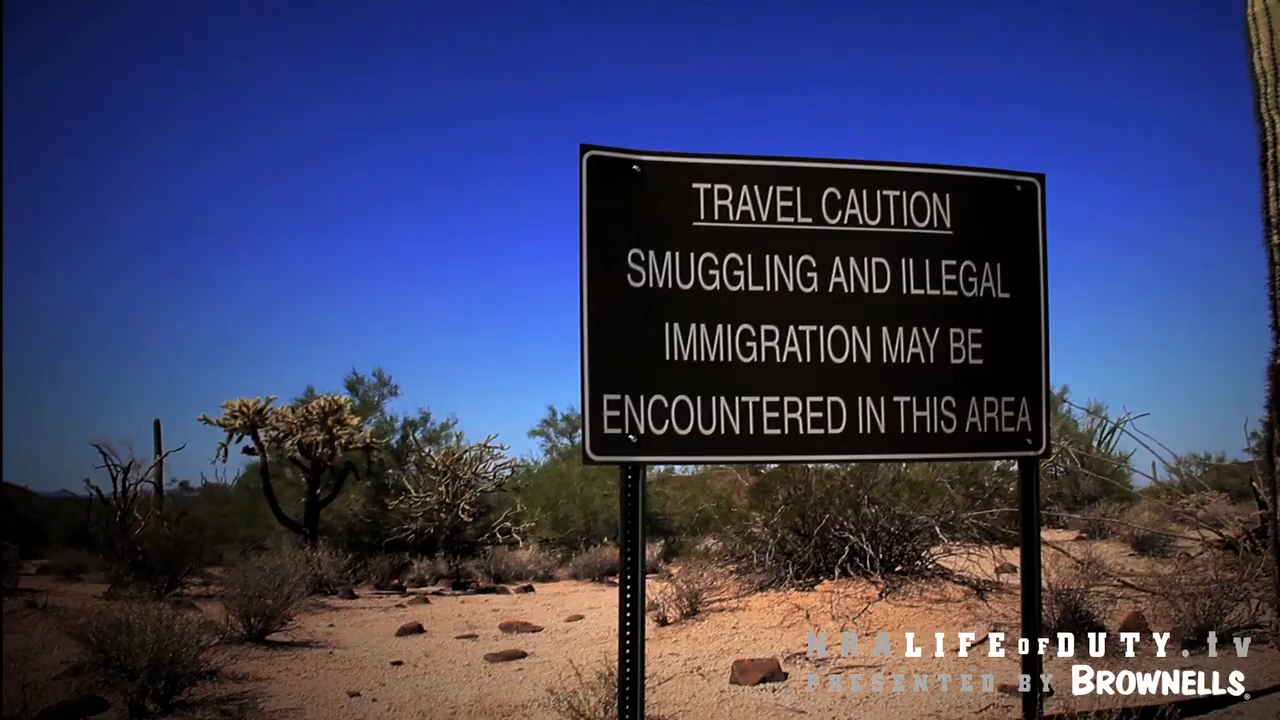 TRAVEL CAUTION
SMUGGLING AND ILLEGAL
IMMIGRATION MAY BE
ENCOUNTERED IN THIS AREA
NRALIFEOFDUTY.tv
PRESENTED BY BROWNELLS